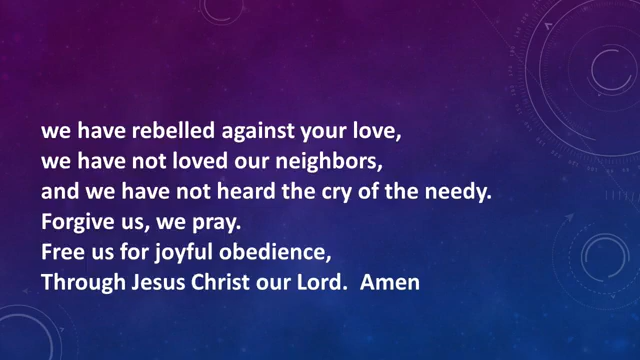 we have rebelled against your love,
we have not loved our neighbors,
and we have not heard the cry of the needy.
Forgive us, we pray.
Free us for joyful obedience,
Through Jesus Christ our Lord.  Amen